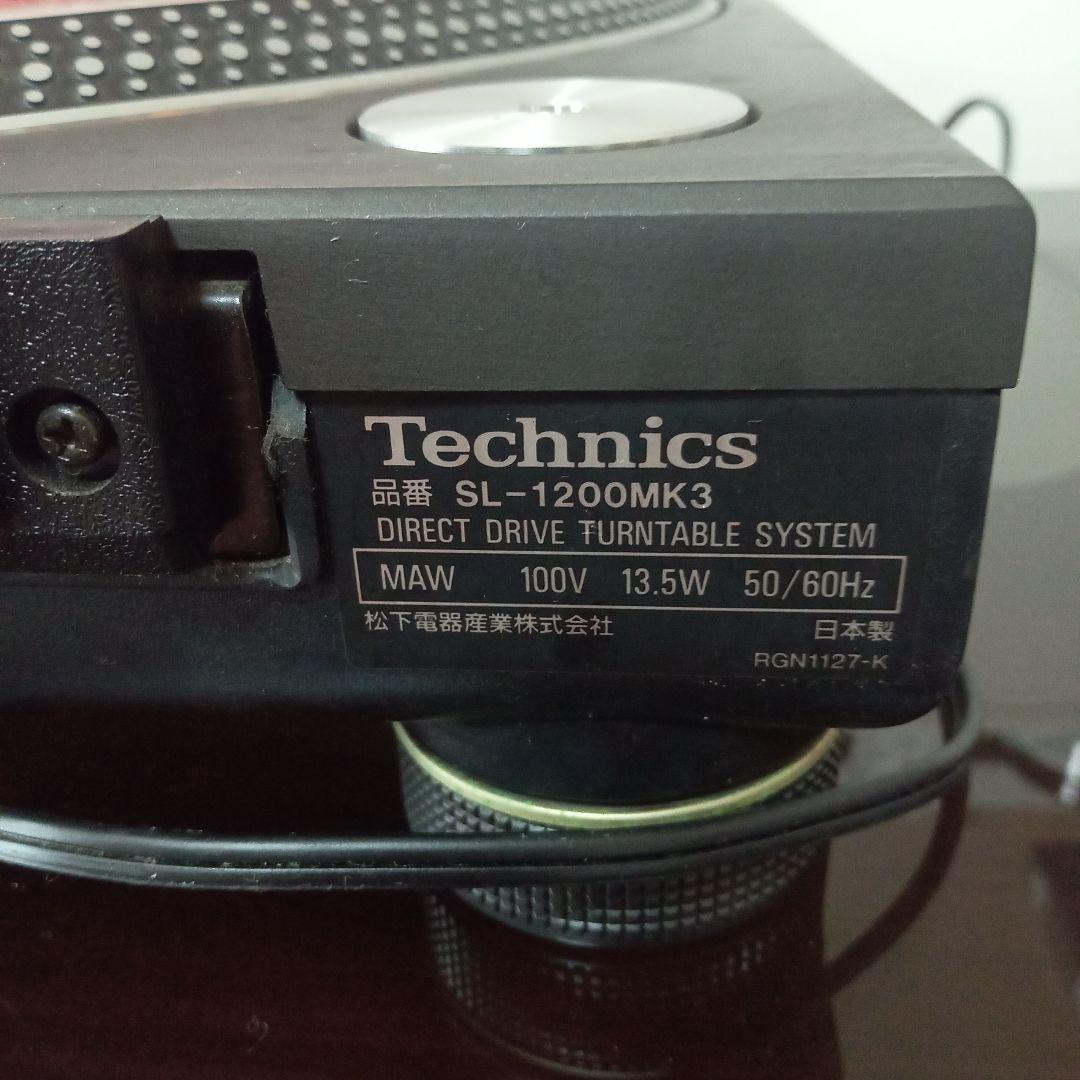 Technics
品番 SL-1200MK3
DIRECT DRIVE TURNTABLE SYSTEM
MAW 100V 13.5W 50/60Hz
松下電器産業株式会社 日本製
RGN1127-K